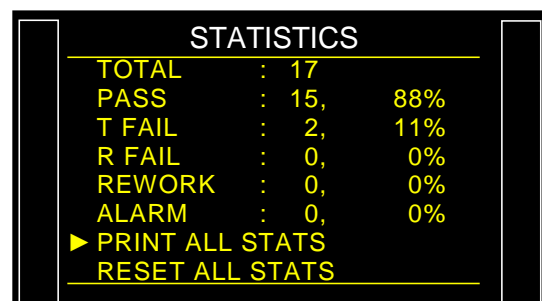 STATISTICS
TOTAL : 17
PASS : 15, 88%
T FAIL : 2, 11%
R FAIL : 0, 0%
REWORK : 0, 0%
ALARM : 0, 0%
► PRINT ALL STATS
RESET ALL STATS